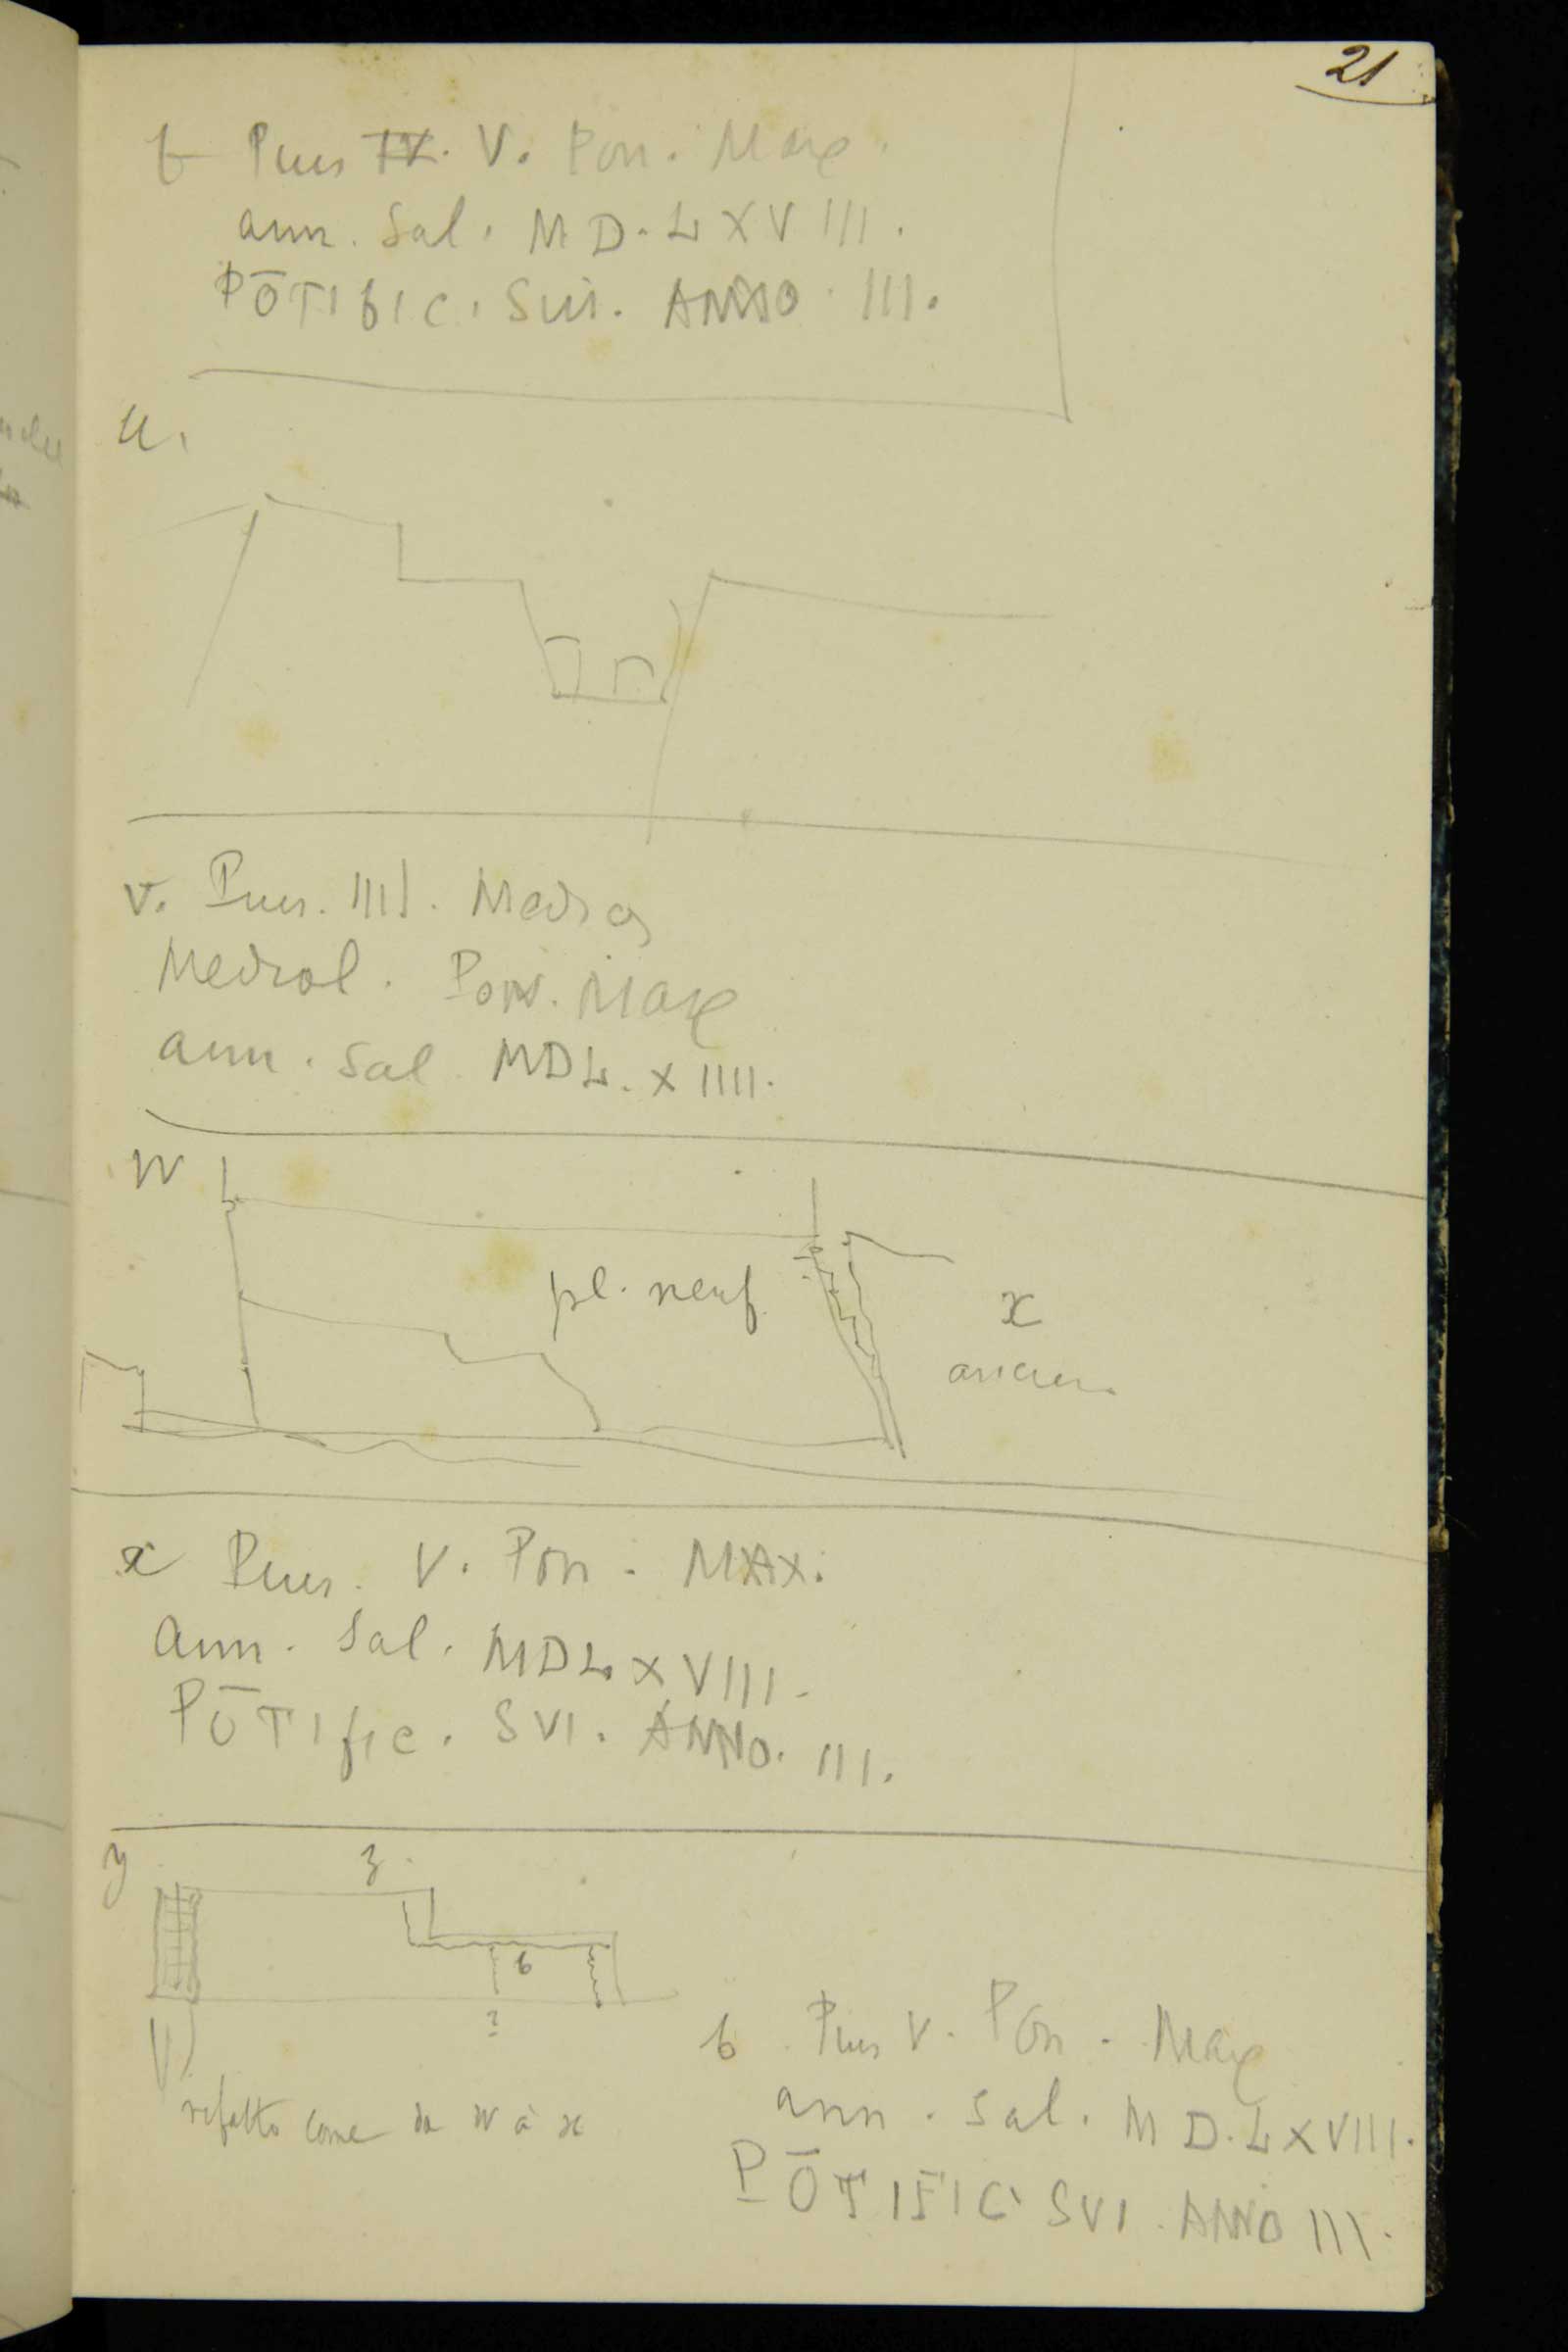 21
t Pius IV. V. Pon. Max.
ann. Sal. MD. LXVIII.
PŌTIfIC. Sui. ANNO. III.
u.
V. Pius. IIII. Medices
Mediol. Pon. Max
ann. Sal MDL. XIIII.
W
pl. neuf
x
ancien.
x Pius. V. Pon. MAX.
Ann. Sal. MDLXVIII.
PŌTIfic. SVI. ANNO. III.
y
z
b
?
refatto come da w à x
b Pius V. Pon. Max
ann. Sal. MD. LXVIII.
PŌTIFIC SVI. ANNO III.